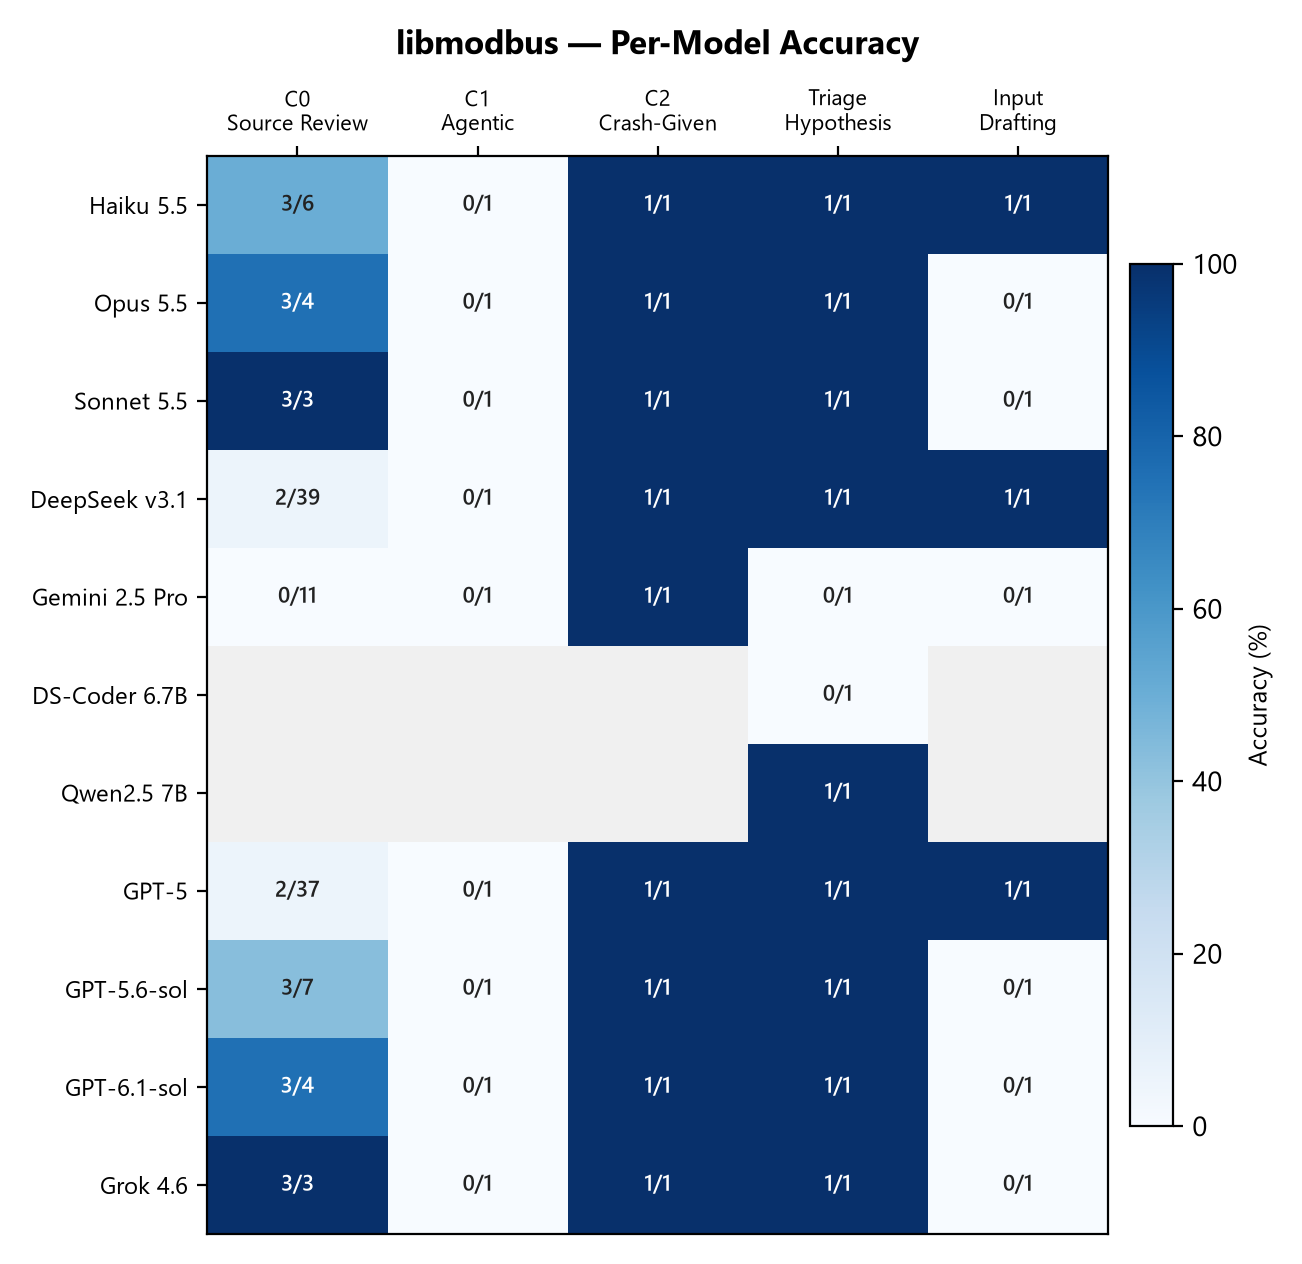 libmodbus — Per-Model Accuracy
C0 C1 C2 Triage Input
Source Review Agentic Crash-Given Hypothesis Drafting
Haiku 5.5 3/6 0/1 1/1 1/1 1/1
Opus 5.5 3/4 0/1 1/1 1/1 0/1
Sonnet 5.5 3/3 0/1 1/1 1/1 0/1
DeepSeek v3.1 2/39 0/1 1/1 1/1 1/1
Gemini 2.5 Pro 0/11 0/1 1/1 0/1 0/1
DS-Coder 6.7B 0/1
Qwen2.5 7B 1/1
GPT-5 2/37 0/1 1/1 1/1 1/1
GPT-5.6-sol 3/7 0/1 1/1 1/1 0/1
GPT-6.1-sol 3/4 0/1 1/1 1/1 0/1
Grok 4.6 3/3 0/1 1/1 1/1 0/1
100
80
60
40
20
0
Accuracy (%)